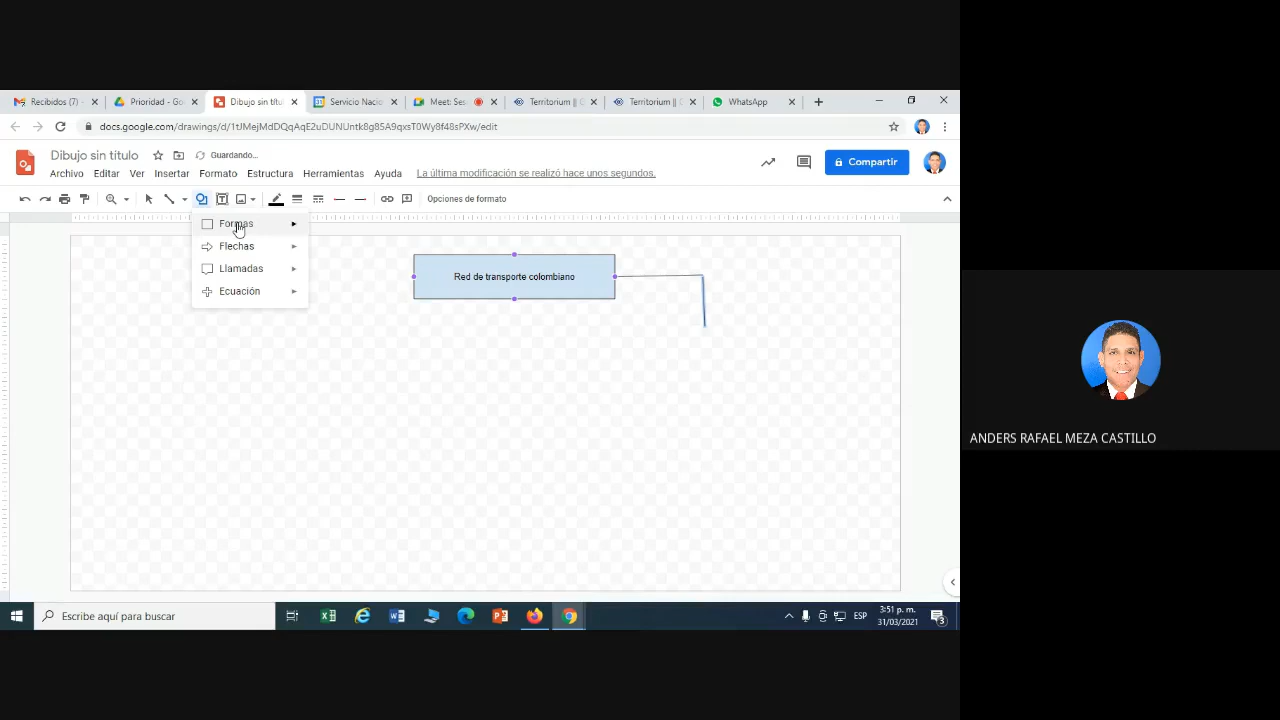 Recibidos (7)
Prioridad - Go
Dibujo sin títu
Servicio Nacio
Meet: Ses
Territorium || C
Territorium || C
WhatsApp
docs.google.com/drawings/d/1tJMejMdDQqAqE2uDUNUntk8g85A9qxsT0Wy8f48sPXw/edit
Dibujo sin título
Guardando...
Archivo Editar Ver Insertar Formato Estructura Herramientas Ayuda
La última modificación se realizó hace unos segundos.
Compartir
Opciones de formato
Formas
Flechas
Llamadas
Ecuación
Red de transporte colombiano
ANDERS RAFAEL MEZA CASTILLO
Escribe aquí para buscar
ESP
3:51 p. m.
31/03/2021
3